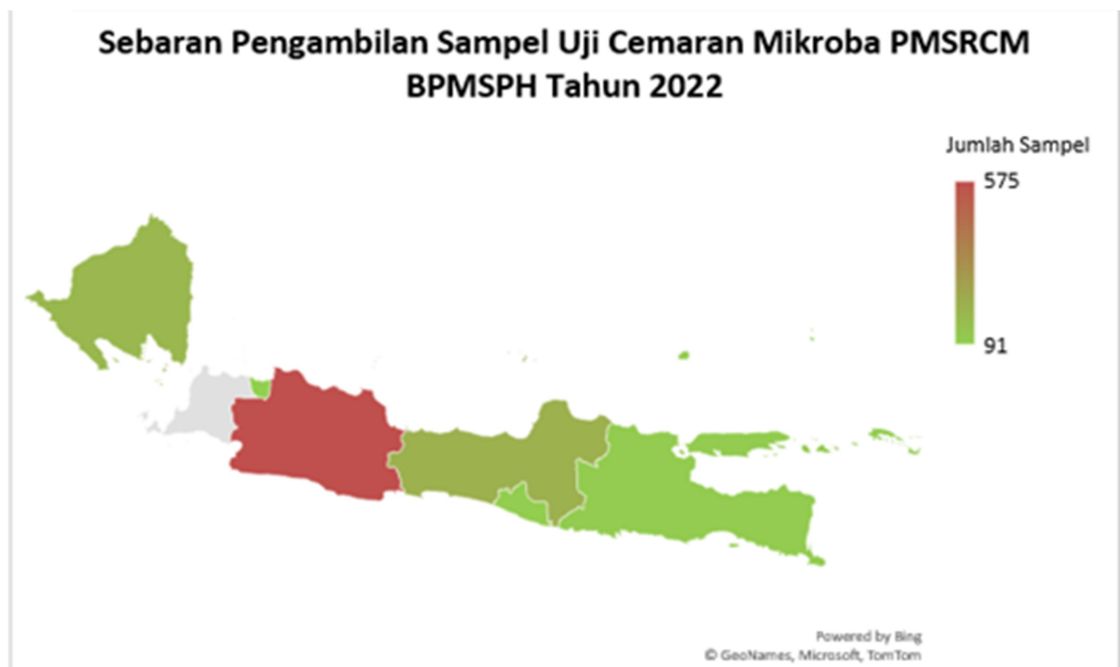 Sebaran Pengambilan Sampel Uji Cemaran Mikroba PMSRCM
BPMSPH Tahun 2022
Jumlah Sampel
575
91
Powered by Bing
© GeoNames, Microsoft, TomTom